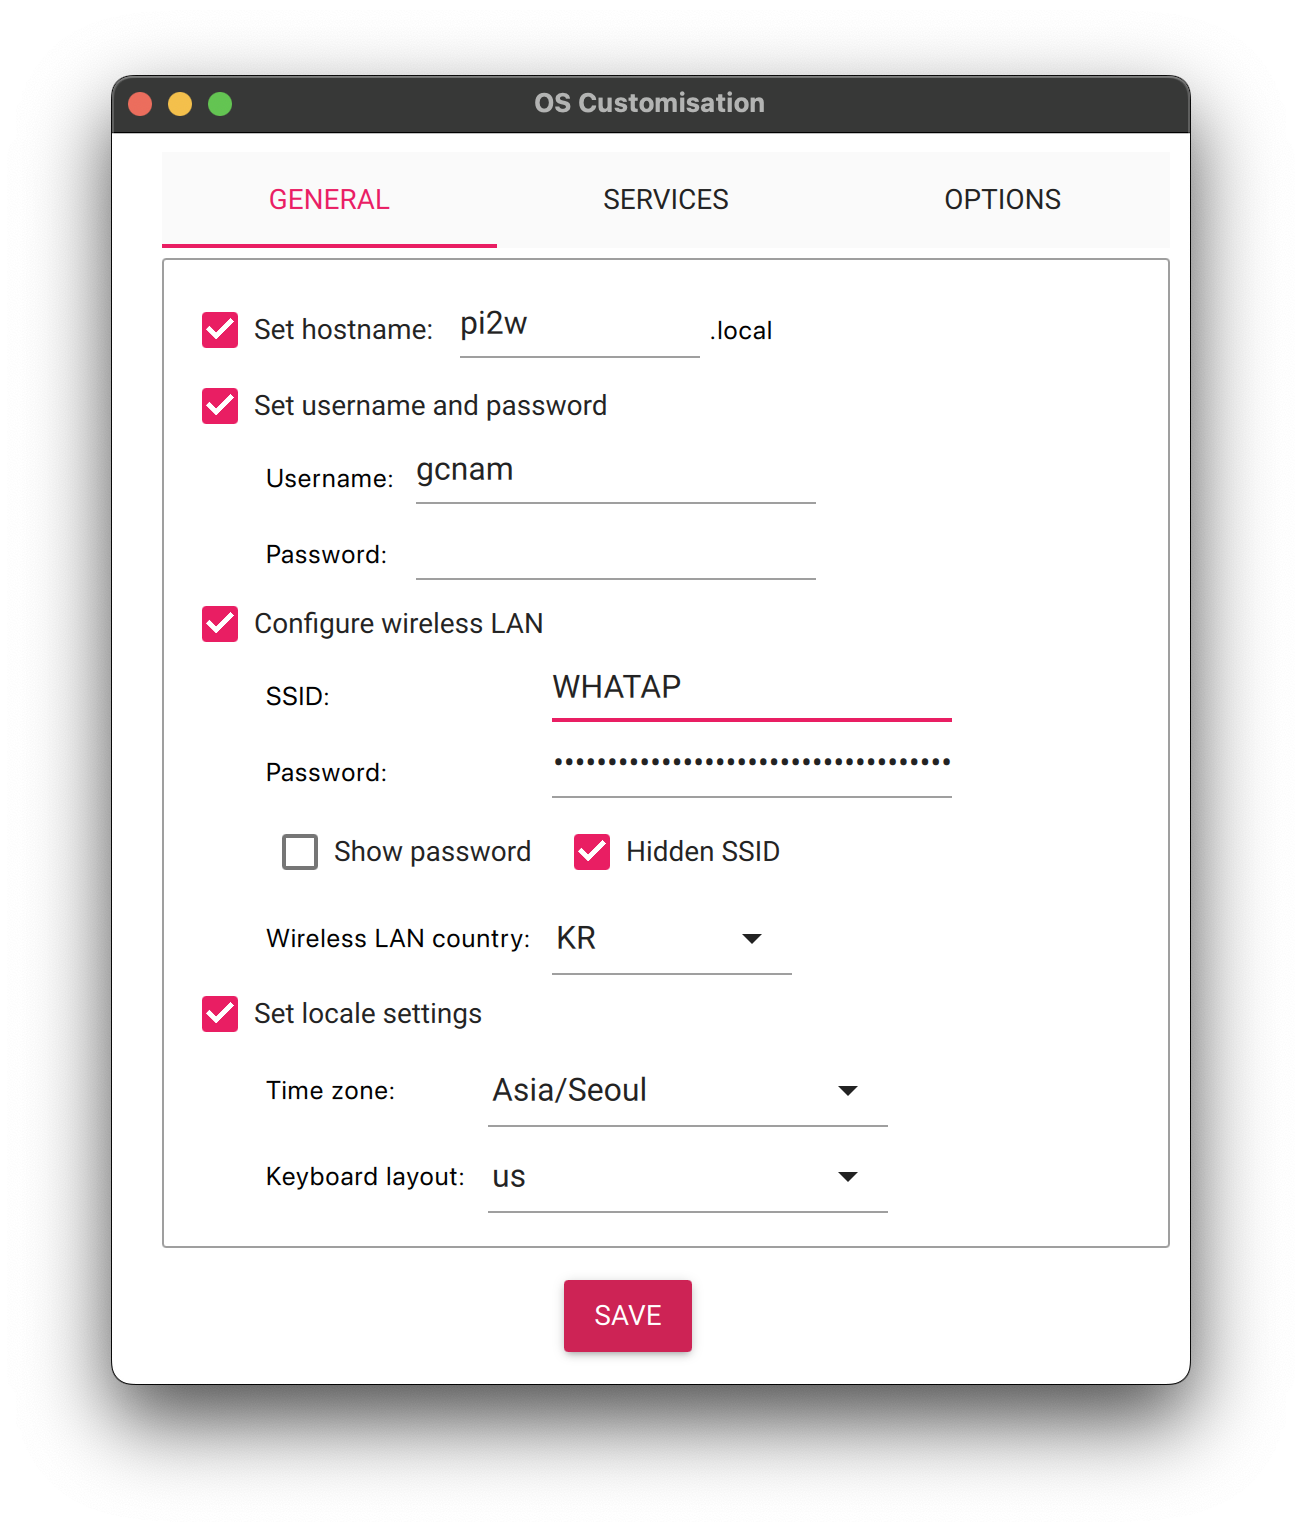 OS Customisation
GENERAL SERVICES OPTIONS
Set hostname: pi2w .local
Set username and password
Username: gcnam
Password:
Configure wireless LAN
SSID: WHATAP
Password: •••••••••••••••••••••••••••••••••••••
Show password Hidden SSID
Wireless LAN country: KR
Set locale settings
Time zone: Asia/Seoul
Keyboard layout: us
SAVE